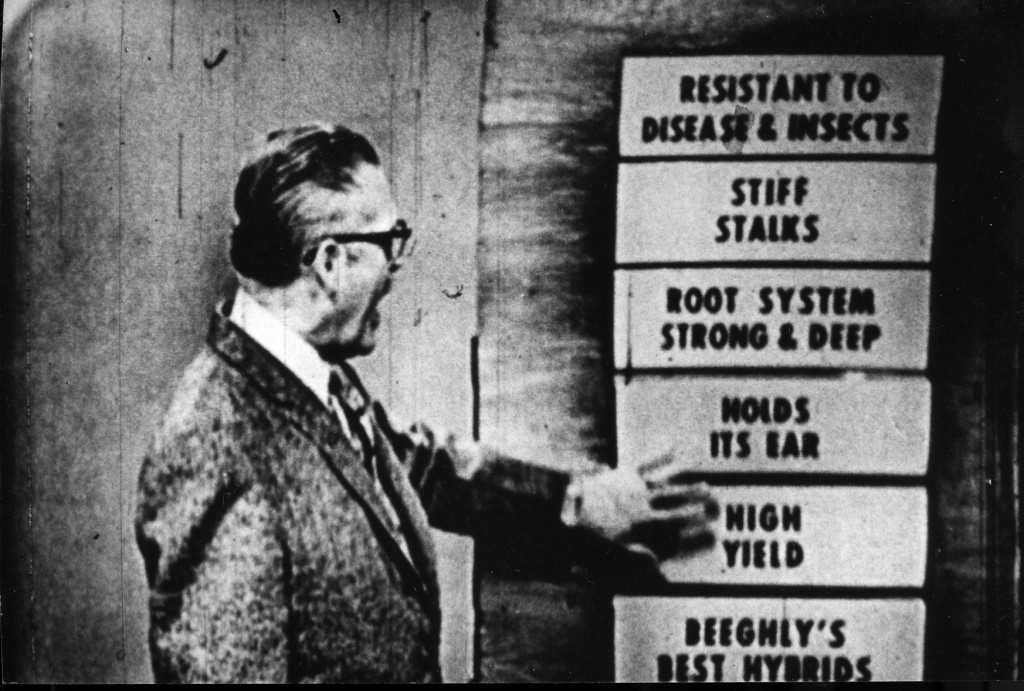 RESISTANT TO
DISEASE & INSECTS
STIFF
STALKS
ROOT SYSTEM
STRONG & DEEP
HOLDS
ITS EAR
HIGH
YIELD
BEEGHLY'S
BEST HYBRIDS